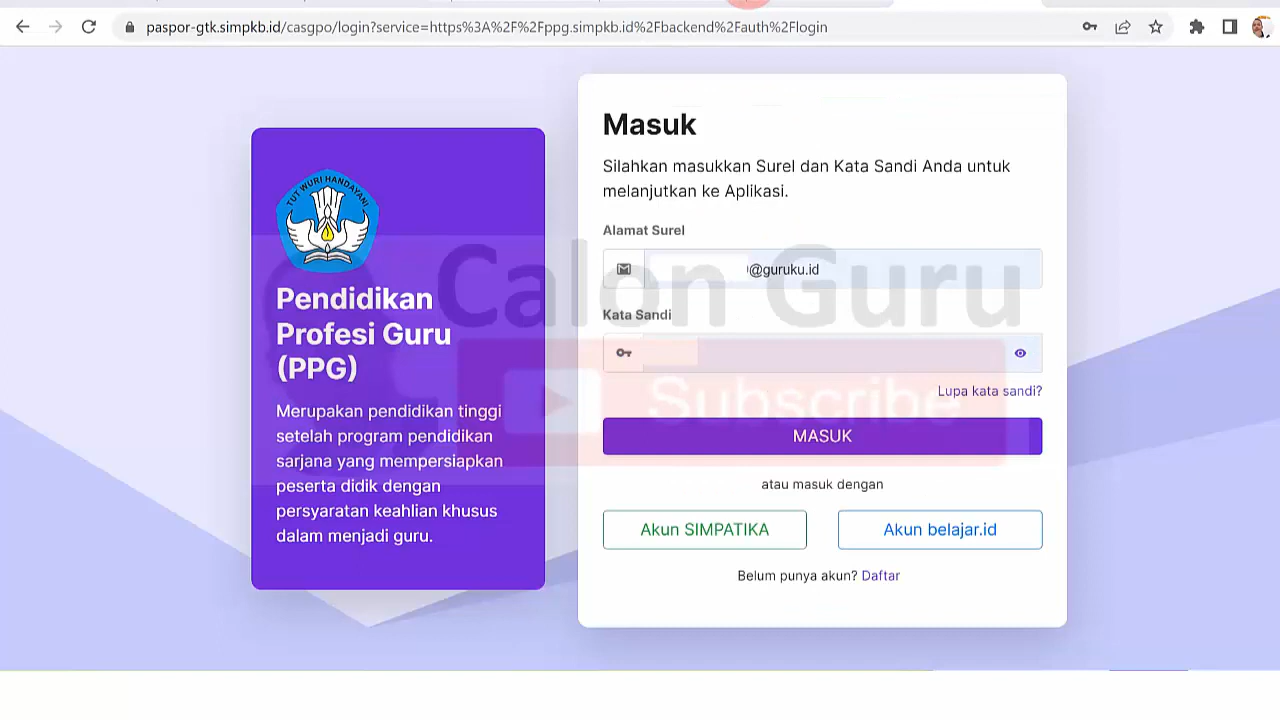 paspor-gtk.simpkb.id/casgpo/login?service=https%3A%2F%2Fppg.simpkb.id%2Fbackend%2Fauth%2Flogin
TUT WURI HANDAYANI
Pendidikan
Profesi Guru
(PPG)
Merupakan pendidikan tinggi
setelah program pendidikan
sarjana yang mempersiapkan
peserta didik dengan
persyaratan keahlian khusus
dalam menjadi guru.
Masuk
Silahkan masukkan Surel dan Kata Sandi Anda untuk
melanjutkan ke Aplikasi.
Alamat Surel
@guruku.id
Calon Guru
Kata Sandi
Lupa kata sandi?
Subscribe
MASUK
atau masuk dengan
Akun SIMPATIKA
Akun belajar.id
Belum punya akun? Daftar